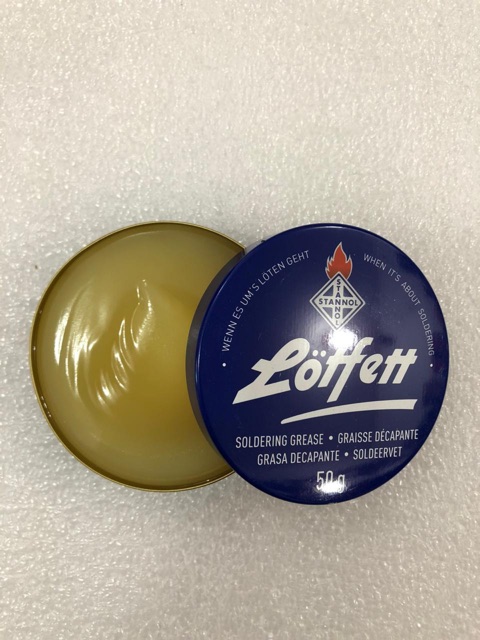 • WENN ES UM'S LÖTEN GEHT
WHEN IT'S ABOUT SOLDERING •
STANNOL
STANNOL
Löffett
SOLDERING GREASE • GRAISSE DÉCAPANTE
GRASA DECAPANTE • SOLDEERVET
50 g